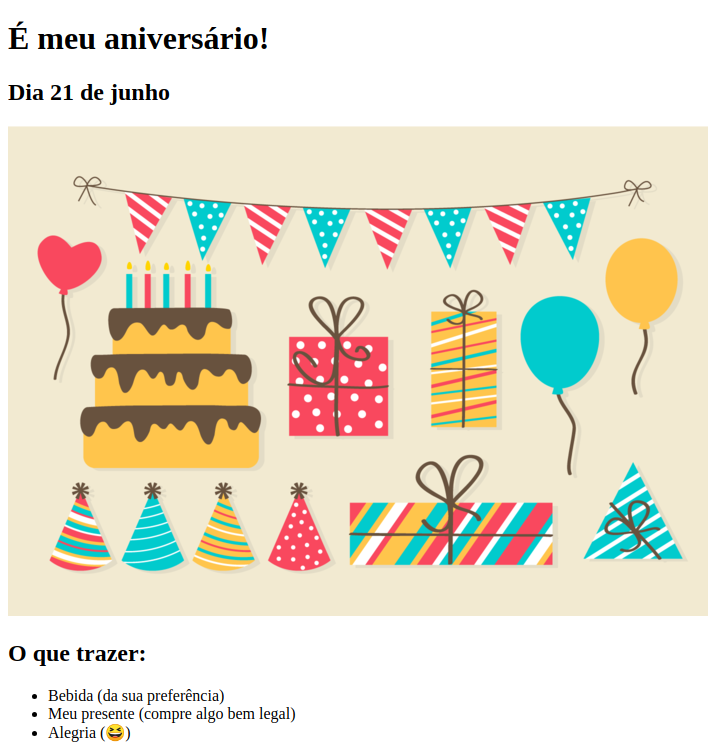 É meu aniversário!
Dia 21 de junho
O que trazer:
Bebida (da sua preferência)
Meu presente (compre algo bem legal)
Alegria (😆)